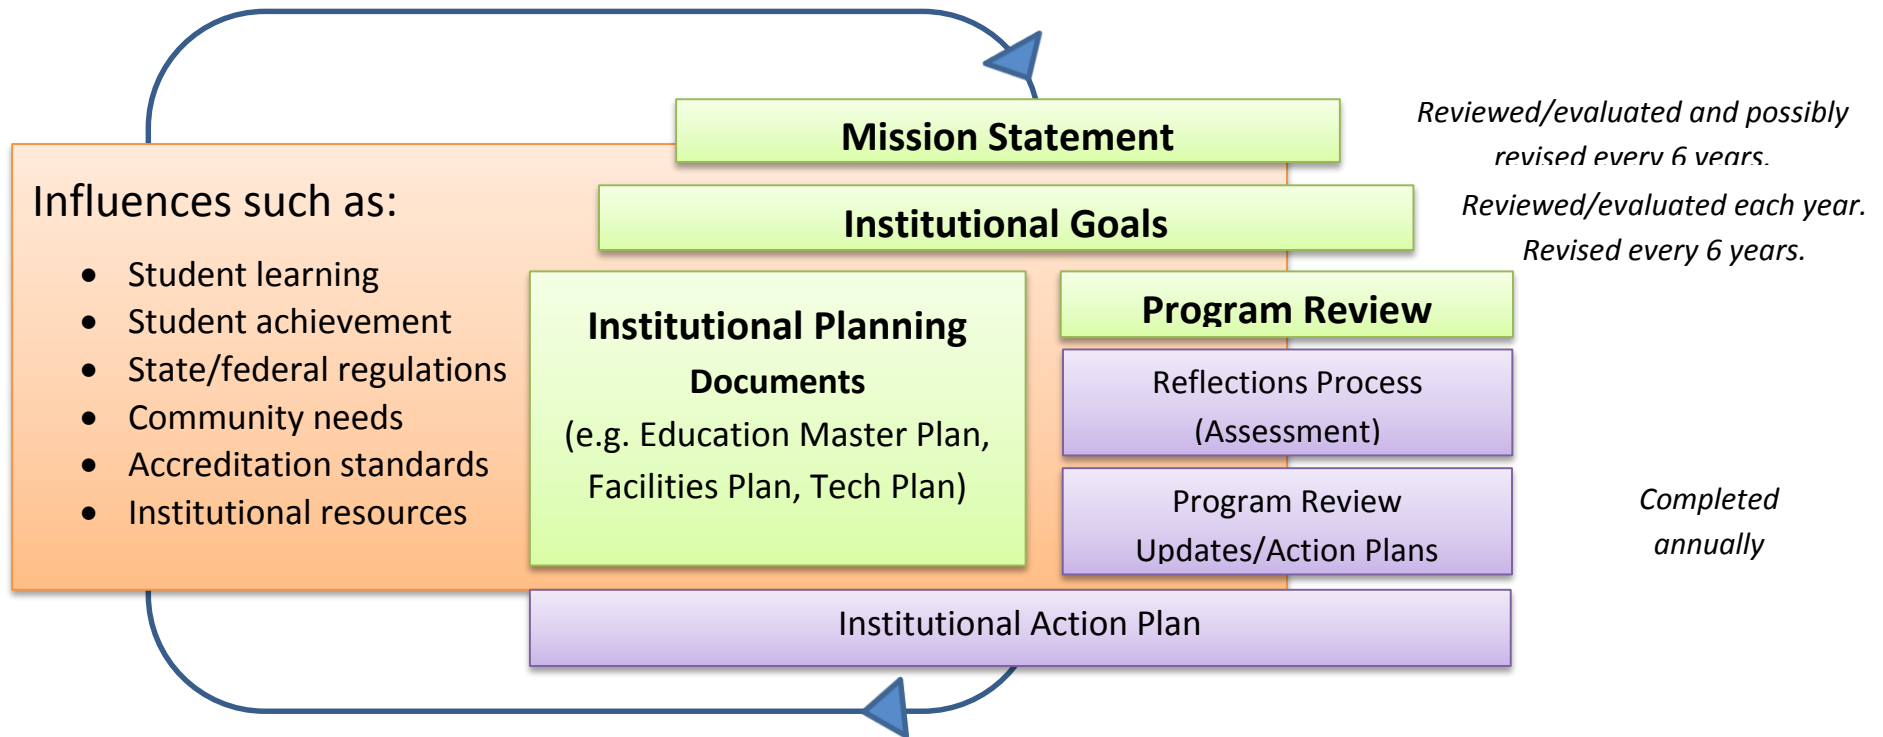 Mission Statement
Reviewed/evaluated and possibly
revised every 6 years.
Influences such as:
• Student learning
• Student achievement
• State/federal regulations
• Community needs
• Accreditation standards
• Institutional resources
Institutional Goals
Reviewed/evaluated each year.
Revised every 6 years.
Institutional Planning
Documents
(e.g. Education Master Plan,
Facilities Plan, Tech Plan)
Program Review
Reflections Process
(Assessment)
Program Review
Updates/Action Plans
Completed
annually
Institutional Action Plan